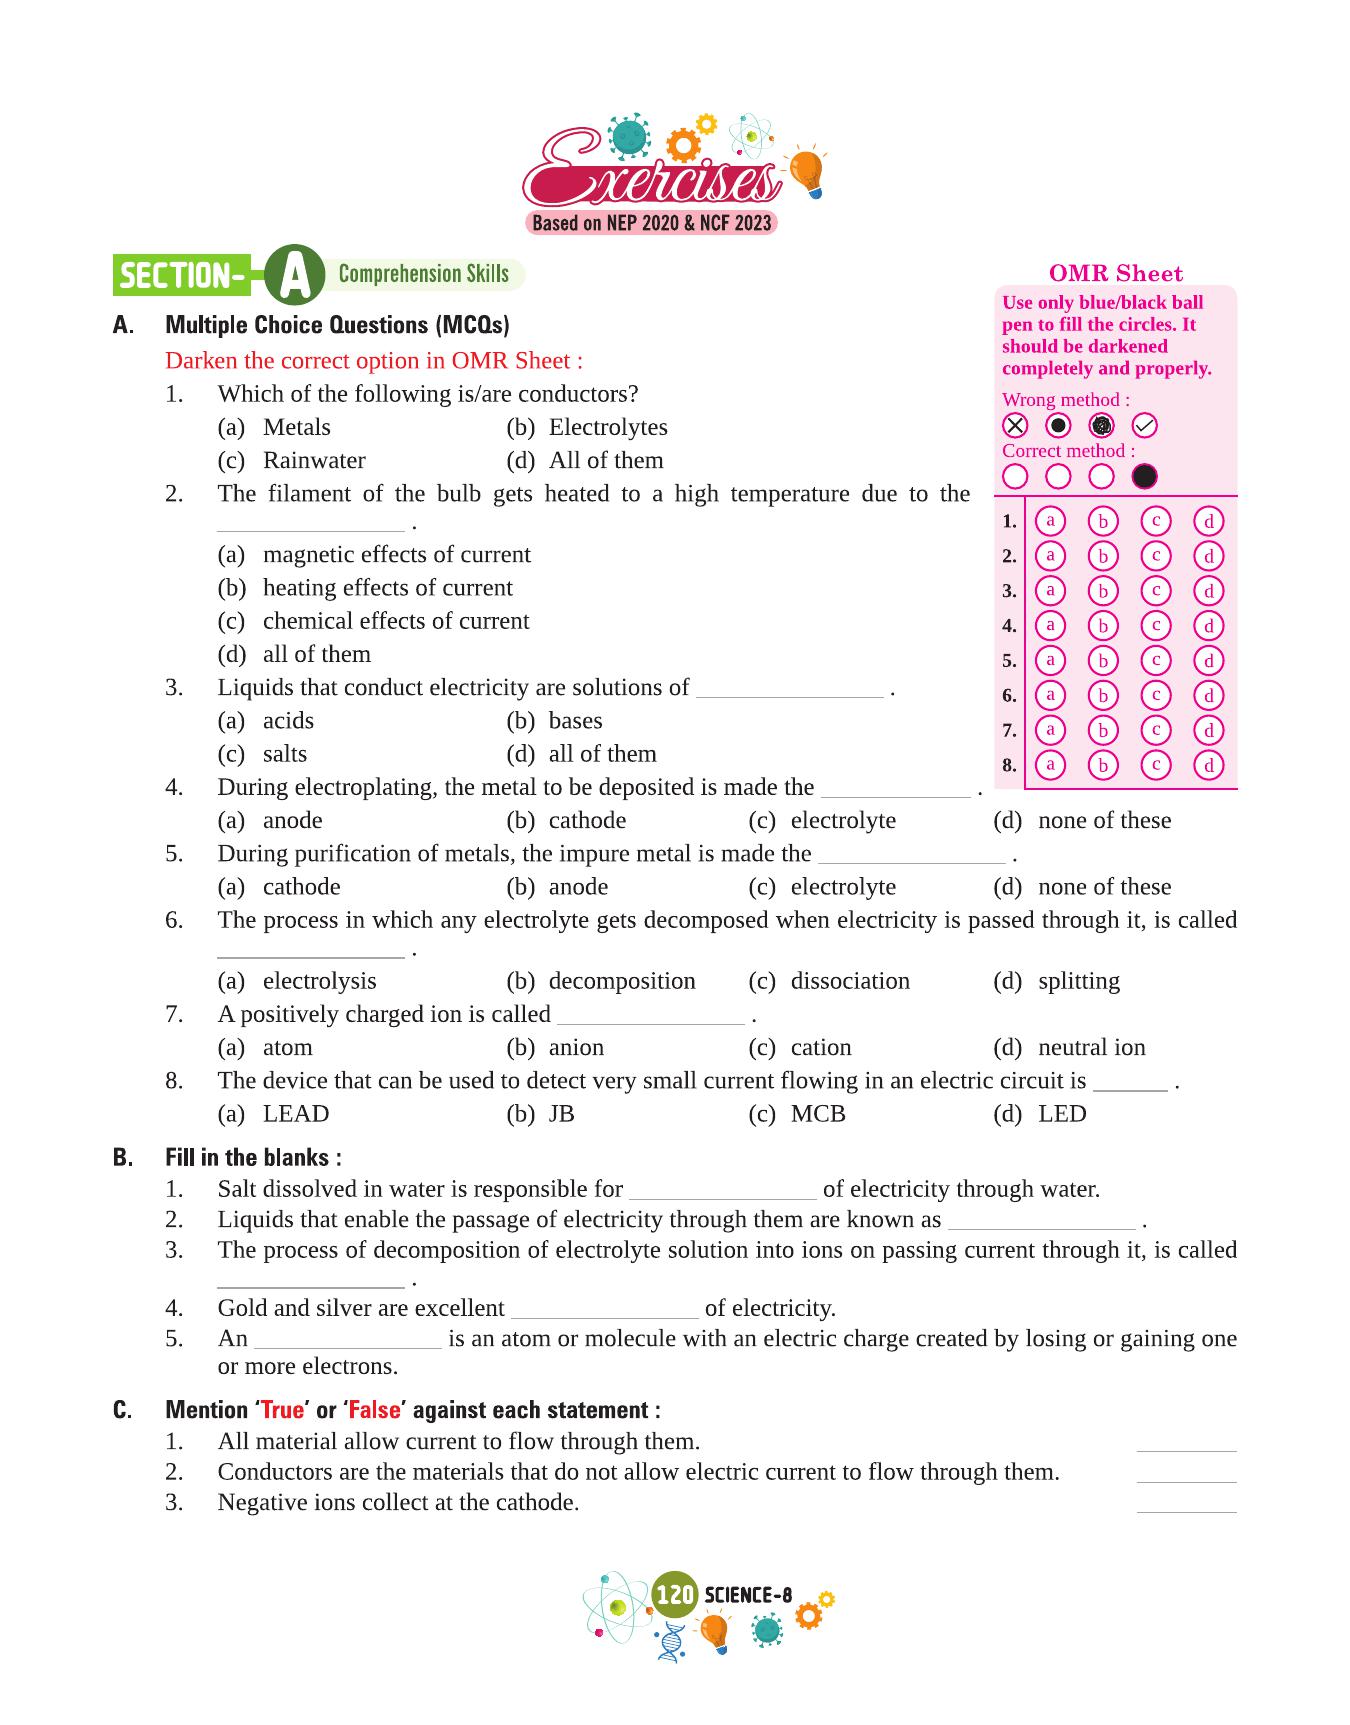 Exercises
Based on NEP 2020 & NCF 2023
SECTION- A Comprehension Skills
A. Multiple Choice Questions (MCQs)
Darken the correct option in OMR Sheet :
1. Which of the following is/are conductors?
(a) Metals (b) Electrolytes
(c) Rainwater (d) All of them
2. The filament of the bulb gets heated to a high temperature due to the
_______________ .
(a) magnetic effects of current
(b) heating effects of current
(c) chemical effects of current
(d) all of them
3. Liquids that conduct electricity are solutions of _______________ .
(a) acids (b) bases
(c) salts (d) all of them
4. During electroplating, the metal to be deposited is made the ____________ .
(a) anode (b) cathode (c) electrolyte (d) none of these
5. During purification of metals, the impure metal is made the _______________ .
(a) cathode (b) anode (c) electrolyte (d) none of these
6. The process in which any electrolyte gets decomposed when electricity is passed through it, is called
_______________ .
(a) electrolysis (b) decomposition (c) dissociation (d) splitting
7. A positively charged ion is called _______________ .
(a) atom (b) anion (c) cation (d) neutral ion
8. The device that can be used to detect very small current flowing in an electric circuit is ______ .
(a) LEAD (b) JB (c) MCB (d) LED
OMR Sheet
Use only blue/black ball
pen to fill the circles. It
should be darkened
completely and properly.
Wrong method :
Correct method :
1. a b c d
2. a b c d
3. a b c d
4. a b c d
5. a b c d
6. a b c d
7. a b c d
8. a b c d
B. Fill in the blanks :
1. Salt dissolved in water is responsible for _______________ of electricity through water.
2. Liquids that enable the passage of electricity through them are known as _______________ .
3. The process of decomposition of electrolyte solution into ions on passing current through it, is called
_______________ .
4. Gold and silver are excellent _______________ of electricity.
5. An _______________ is an atom or molecule with an electric charge created by losing or gaining one
or more electrons.
C. Mention ‘True’ or ‘False’ against each statement :
1. All material allow current to flow through them. ________
2. Conductors are the materials that do not allow electric current to flow through them. ________
3. Negative ions collect at the cathode. ________
120 SCIENCE-8